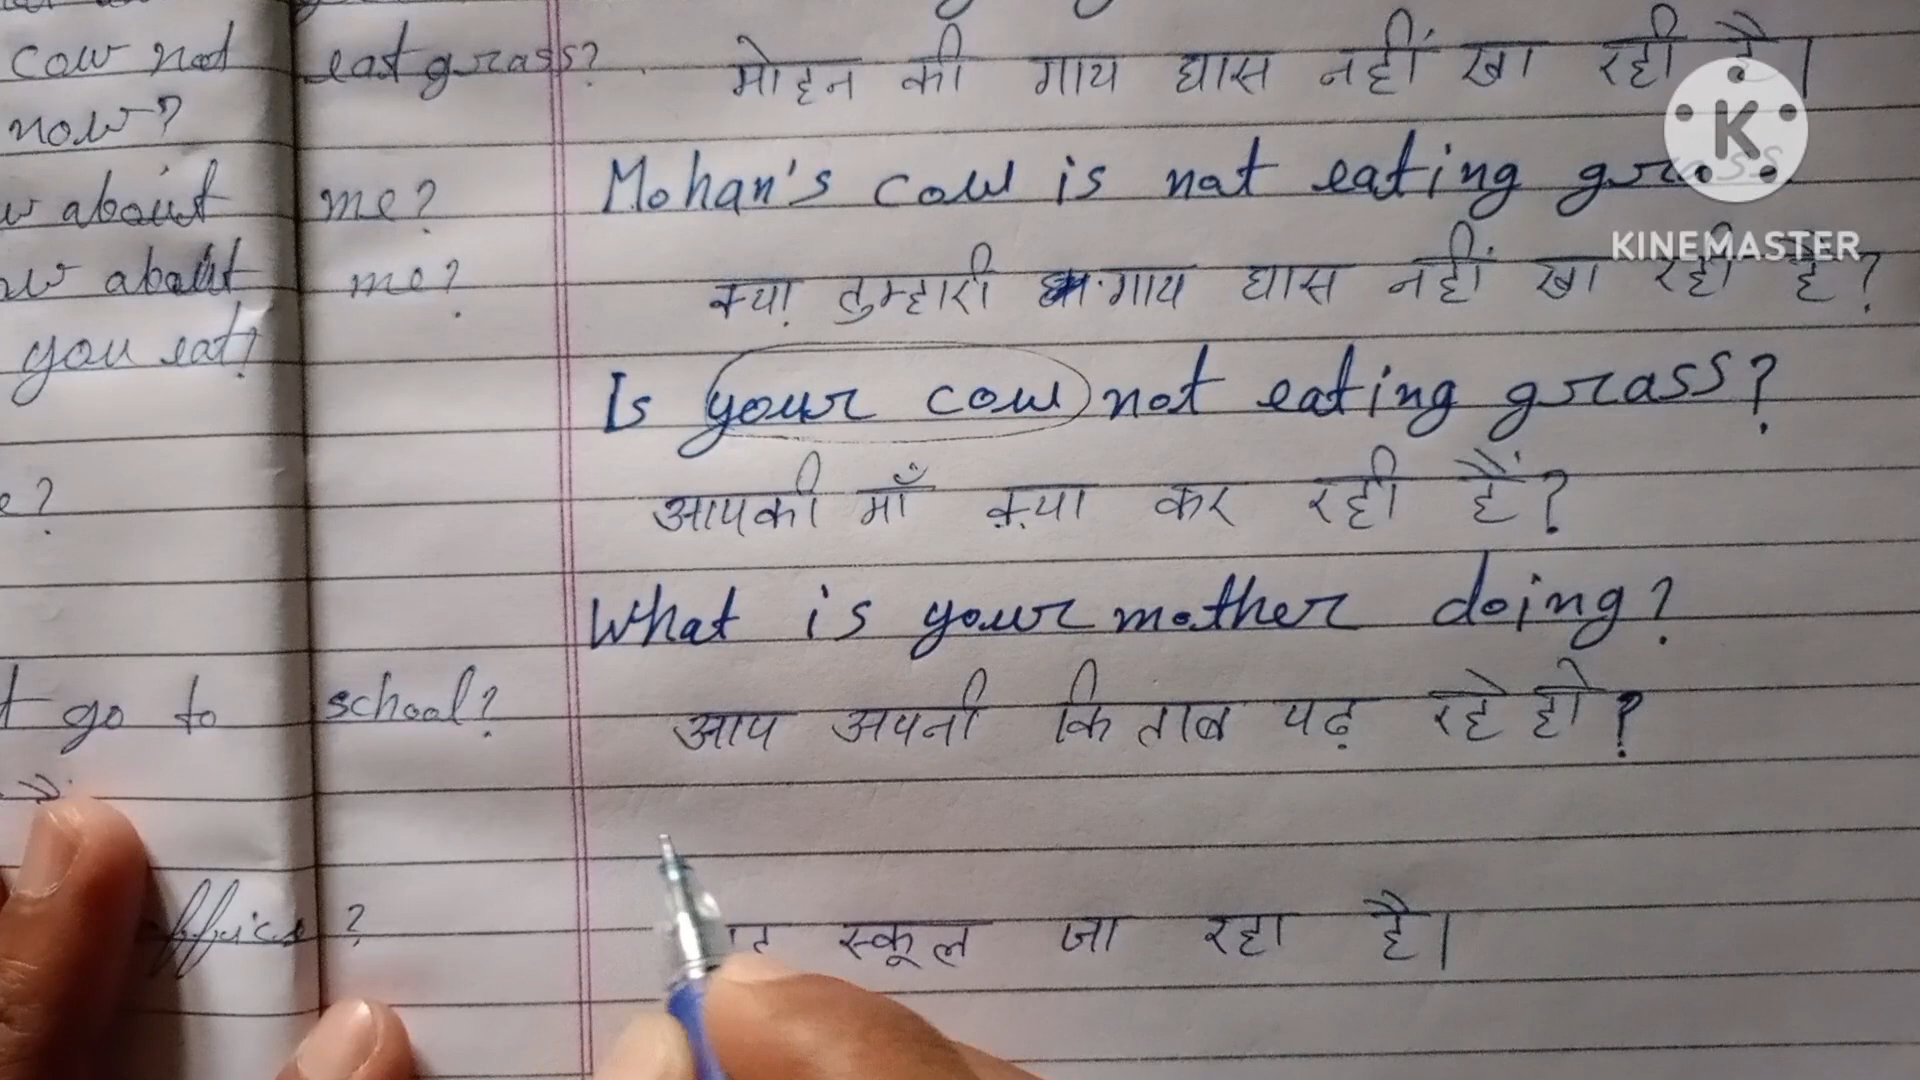 cow not eat grass?
now?
about me?
about me?
you eat?
?
go to school?
?
मोहन की गाय घास नहीं खा रही है।
Mohan's cow is not eating grass
क्या तुम्हारी गाय घास नहीं खा रही है?
Is your cow not eating grass?
आपकी माँ क्या कर रही हैं?
What is your mother doing?
आप अपनी किताब पढ़ रहे हो?
स्कूल जा रहा है।
K
KINEMASTER